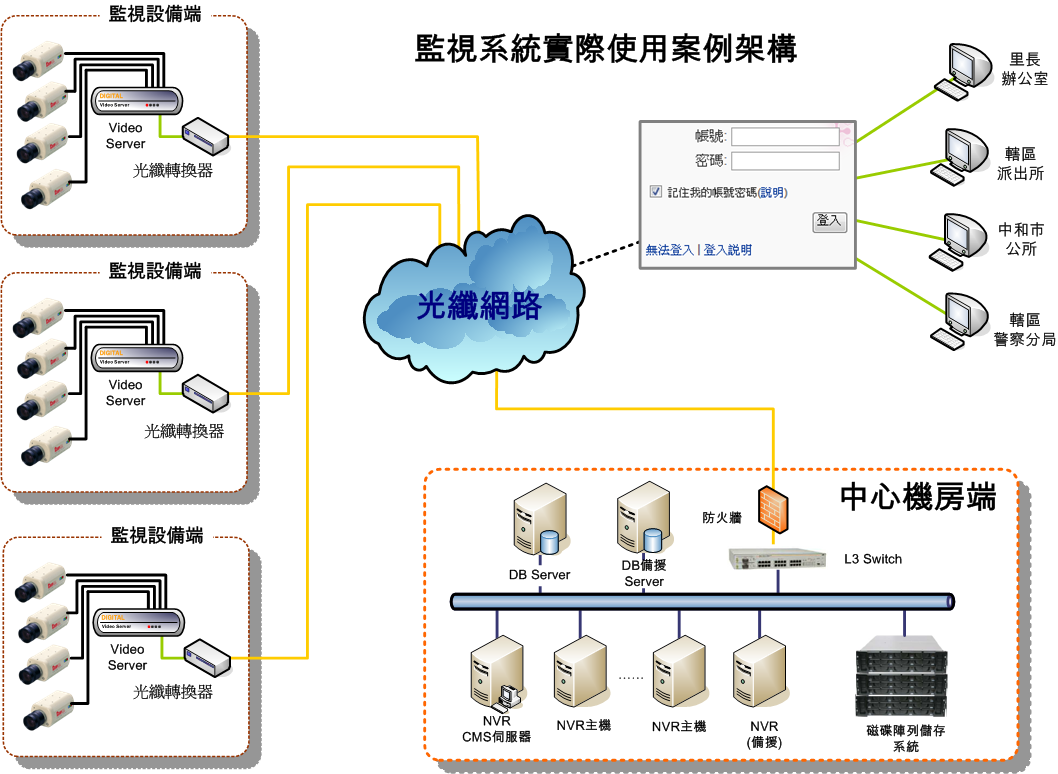 監視系統實際使用案例架構
監視設備端
DIGITAL
Video Server
Video
Server
光纖轉換器
監視設備端
DIGITAL
Video Server
Video
Server
光纖轉換器
監視設備端
DIGITAL
Video Server
Video
Server
光纖轉換器
光纖網路
帳號:
密碼:
記住我的帳號密碼(說明)
登入
無法登入 | 登入說明
里長
辦公室
轄區
派出所
中和市
公所
轄區
警察分局
中心機房端
防火牆
L3 Switch
DB Server
DB備援
Server
NVR
CMS伺服器
NVR主機
......
NVR主機
NVR
(備援)
磁碟陣列儲存
系統